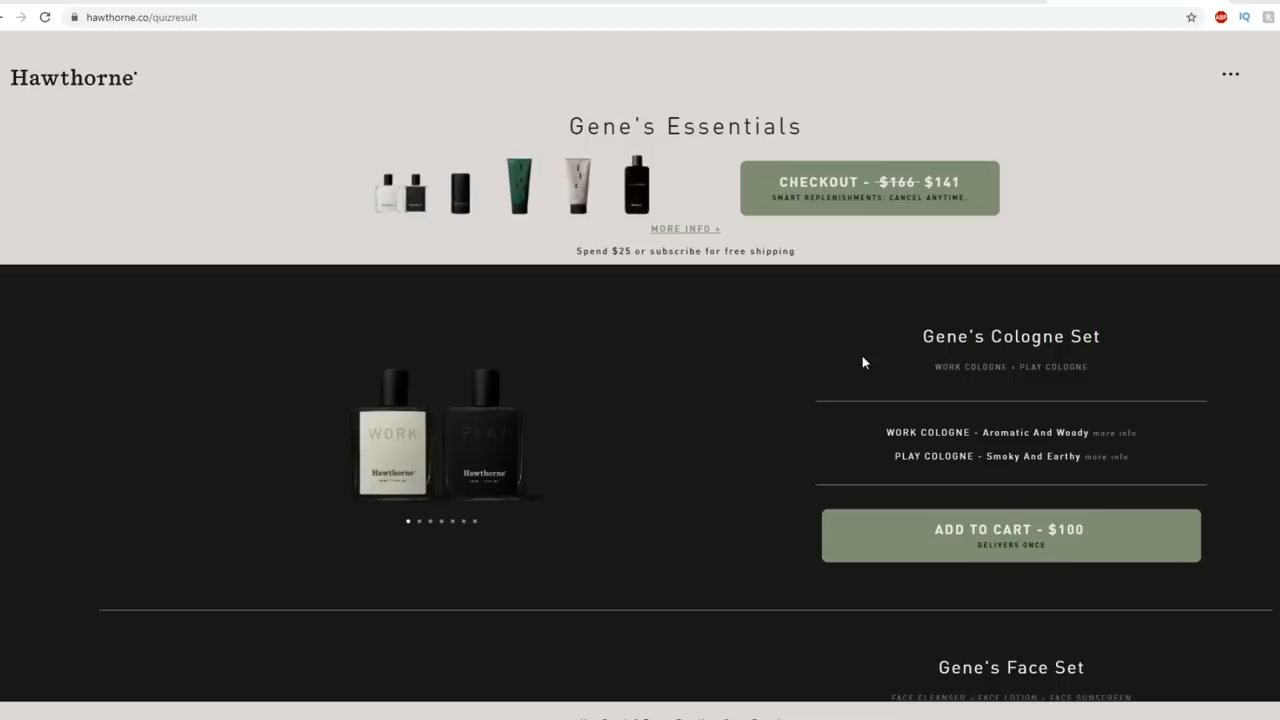 hawthorne.co/quizresult
ABP
IQ
Hawthorne
Gene's Essentials
CHECKOUT - $166 $141
SMART REPLENISHMENTS. CANCEL ANYTIME.
MORE INFO +
Spend $25 or subscribe for free shipping
Gene's Cologne Set
WORK COLOGNE + PLAY COLOGNE
WORK PLAY
Hawthorne Hawthorne
WORK COLOGNE - Aromatic And Woody more info
PLAY COLOGNE - Smoky And Earthy more info
ADD TO CART - $100
DELIVERS ONCE
Gene's Face Set
FACE CLEANSER + FACE LOTION + FACE SUNSCREEN